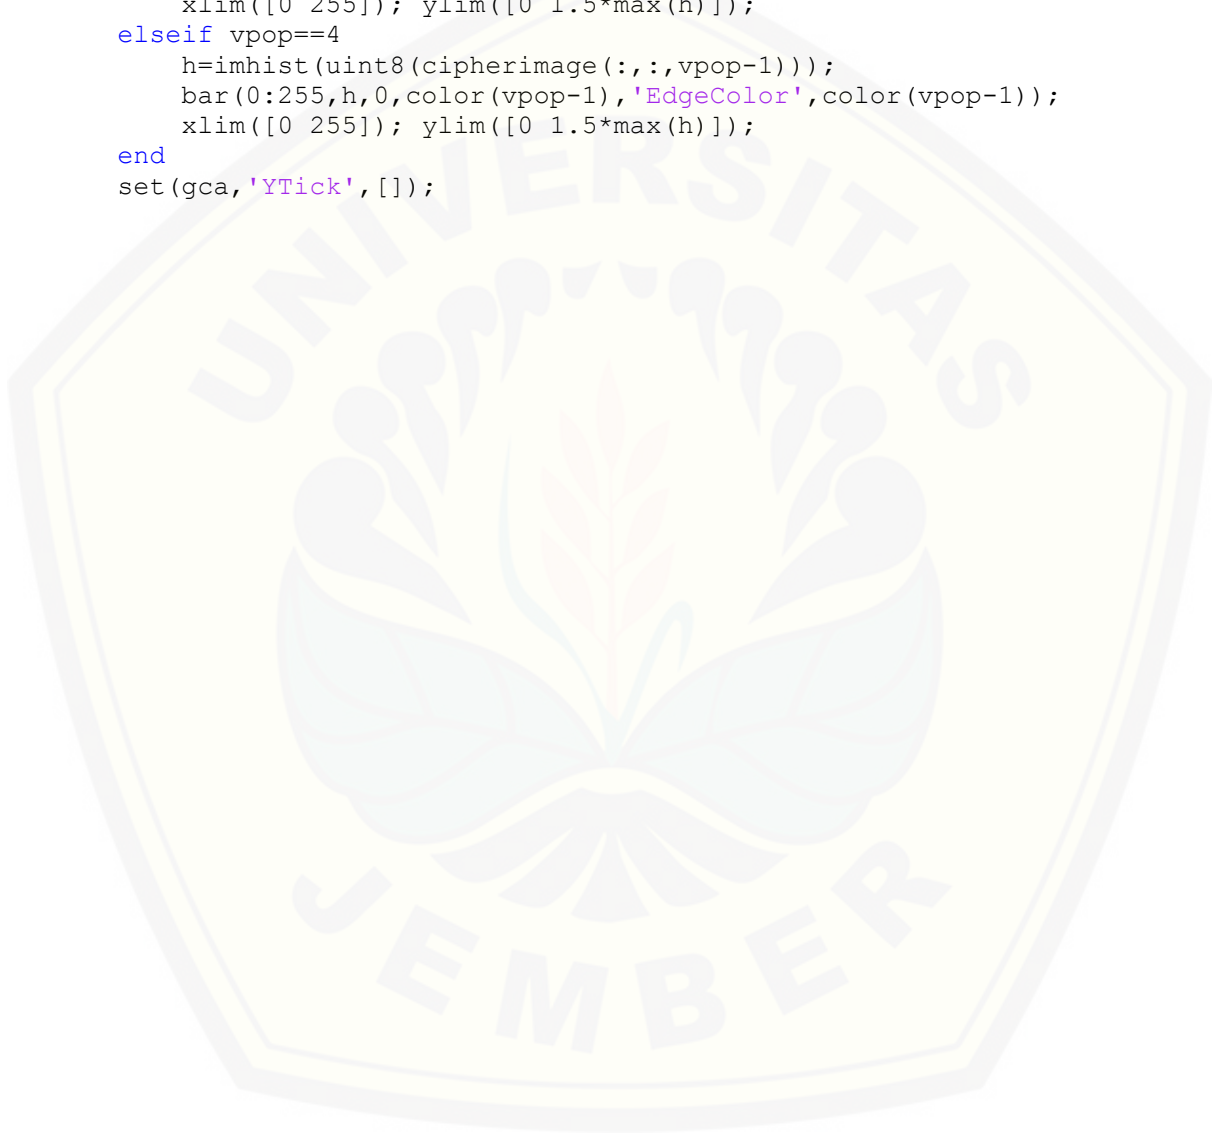 xlim([0 255]); ylim([0 1.5*max(h)]);
elseif vpop==4
h=imhist(uint8(cipherimage(:,:,vpop-1)));
bar(0:255,h,0,color(vpop-1),'EdgeColor',color(vpop-1));
xlim([0 255]); ylim([0 1.5*max(h)]);
end
set(gca,'YTick',[]);
UNIVERSITAS
JEMBER